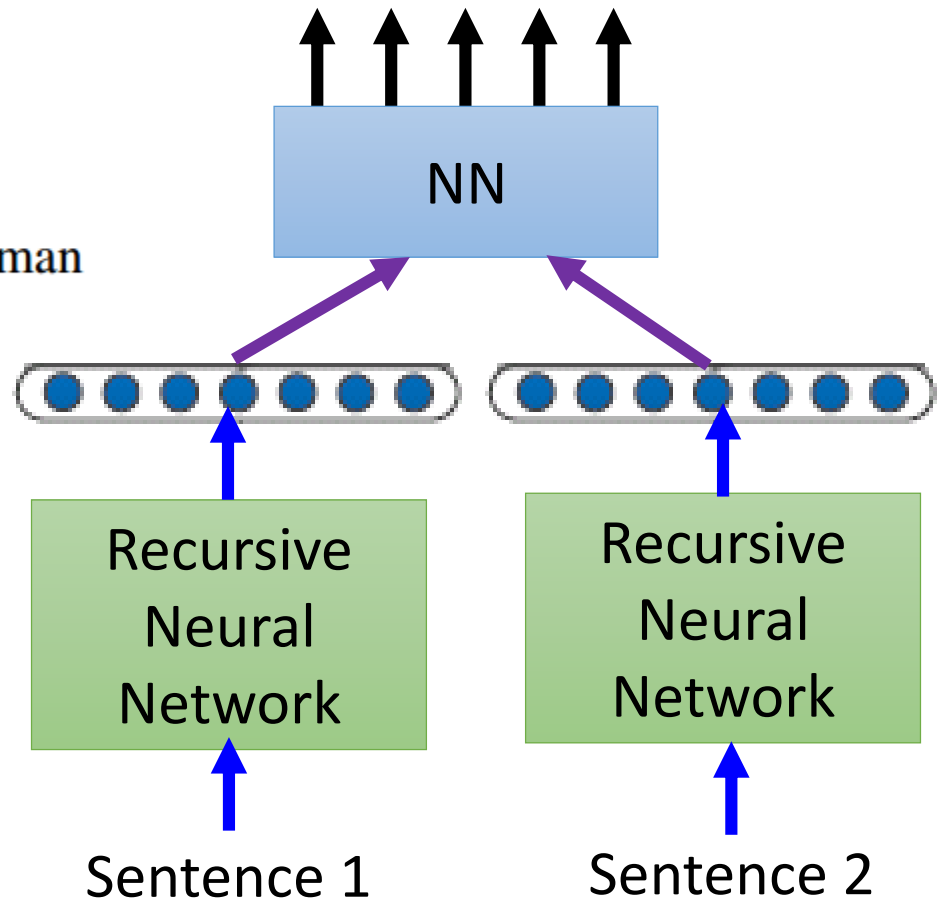 NN
man
Recursive
Neural
Network
Recursive
Neural
Network
Sentence 1
Sentence 2